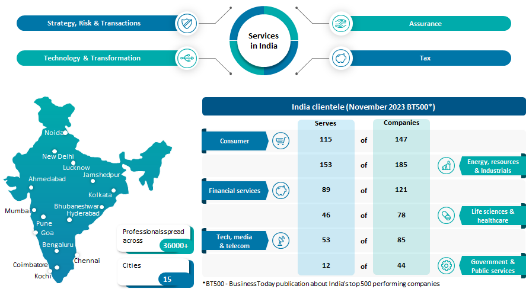 Strategy, Risk & Transactions
Technology & Transformation
Services
in India
Assurance
Tax
Noida
New Delhi
Lucknow
Ahmedabad
Jamshedpur
Kolkata
Mumbai
Bhubaneshwar
Hyderabad
Pune
Goa
Bengaluru
Chennai
Coimbatore
Kochi
Professionals spread
across
36000+
Cities
15
India clientele (November 2023 BT500*)
Serves
Companies
Consumer
115 of 147
153 of 185
Energy, resources
& industrials
Financial services
89 of 121
46 of 78
Life sciences &
healthcare
Tech, media
& telecom
53 of 85
12 of 44
Government &
Public services
*BT500 - BusinessToday publication about India's top 500 performing companies